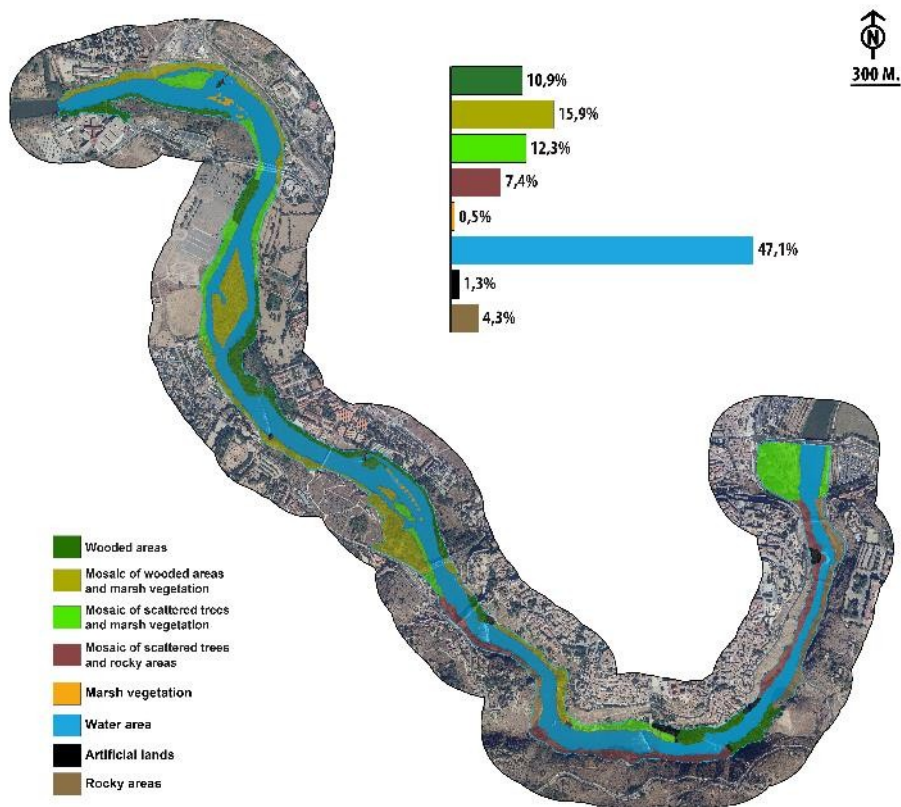 N
300 M.
10,9%
15,9%
12,3%
7,4%
0,5%
47,1%
1,3%
4,3%
Wooded areas
Mosaic of wooded areas
and marsh vegetation
Mosaic of scattered trees
and marsh vegetation
Mosaic of scattered trees
and rocky areas
Marsh vegetation
Water area
Artificial lands
Rocky areas